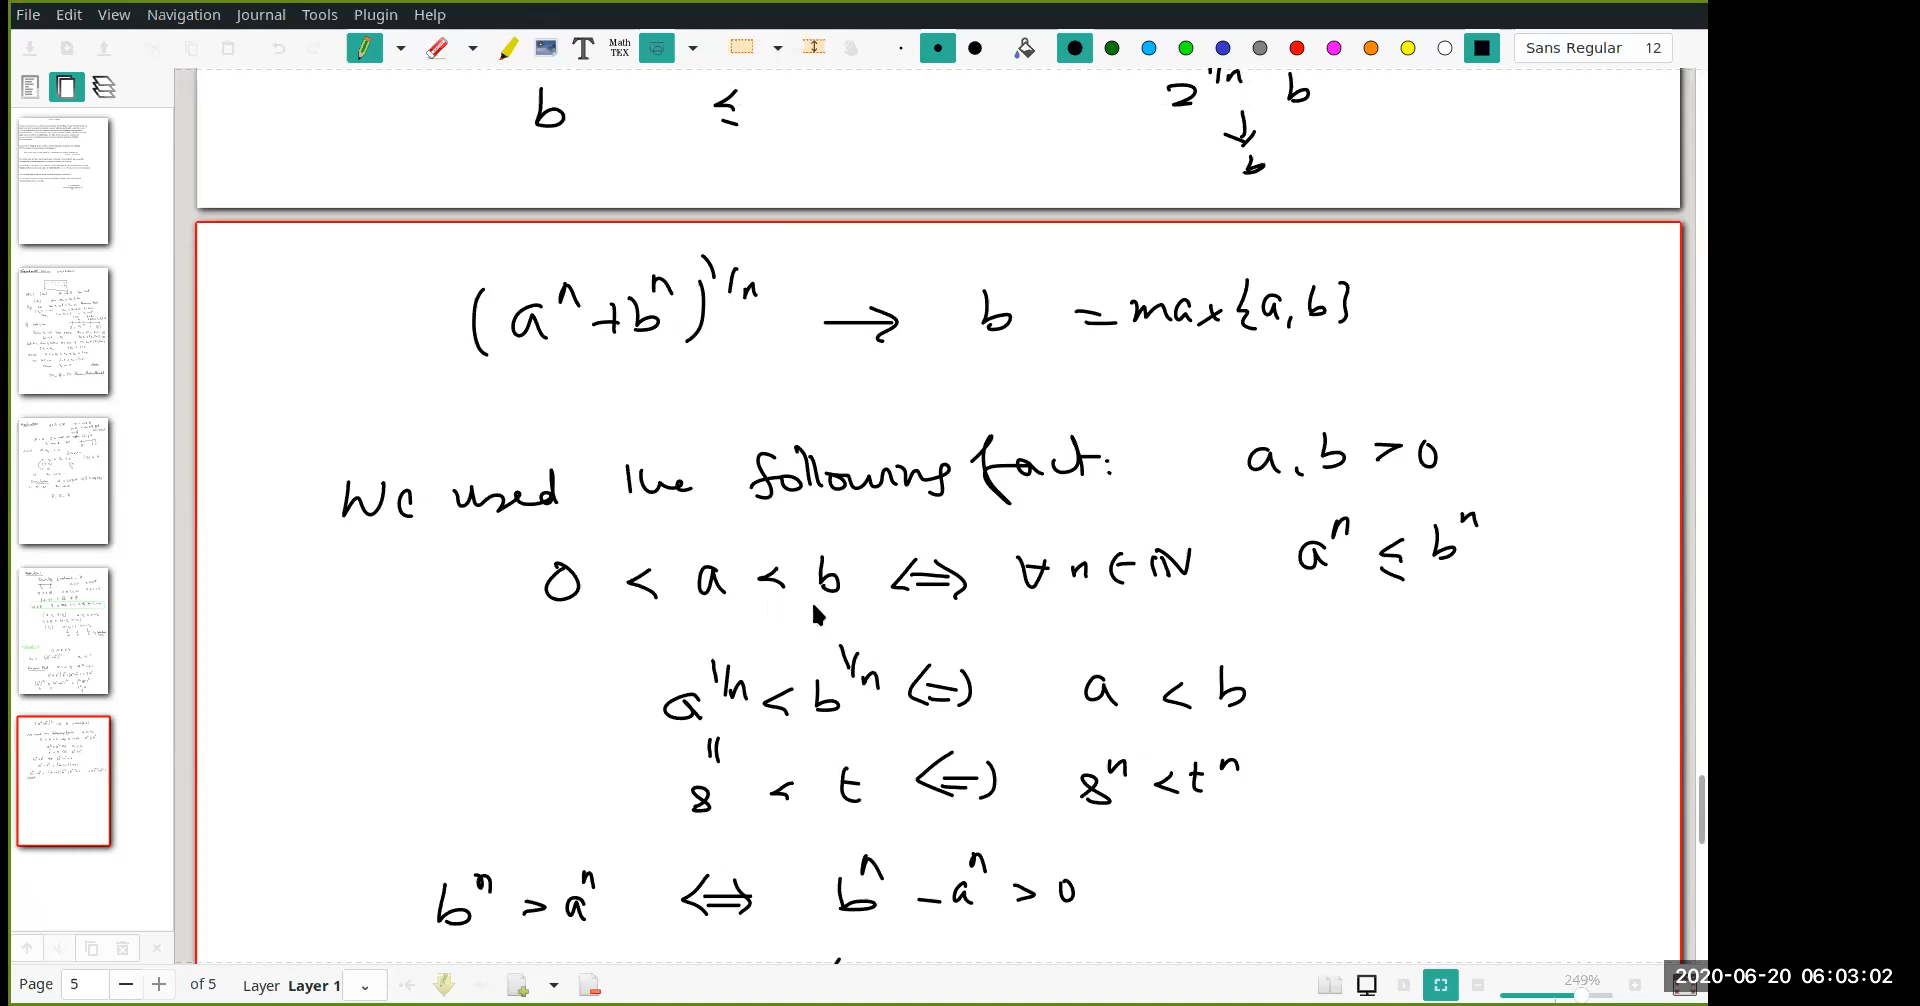 File Edit View Navigation Journal Tools Plugin Help
Math TEX Sans Regular 12
b ≤ 2^{1/n} b
↓
b
(a^n + b^n)^{1/n} → b = max{a, b}
We used the following fact: a, b > 0
0 < a < b ⇔ ∀ n ∈ ℕ a^n ≤ b^n
a^{1/n} < b^{1/n} ⇔ a < b
||
s < t ⇔ s^n < t^n
b^n > a^n ⇔ b^n - a^n > 0
Page 5 of 5 Layer Layer 1 249%
2020-06-20 06:03:02